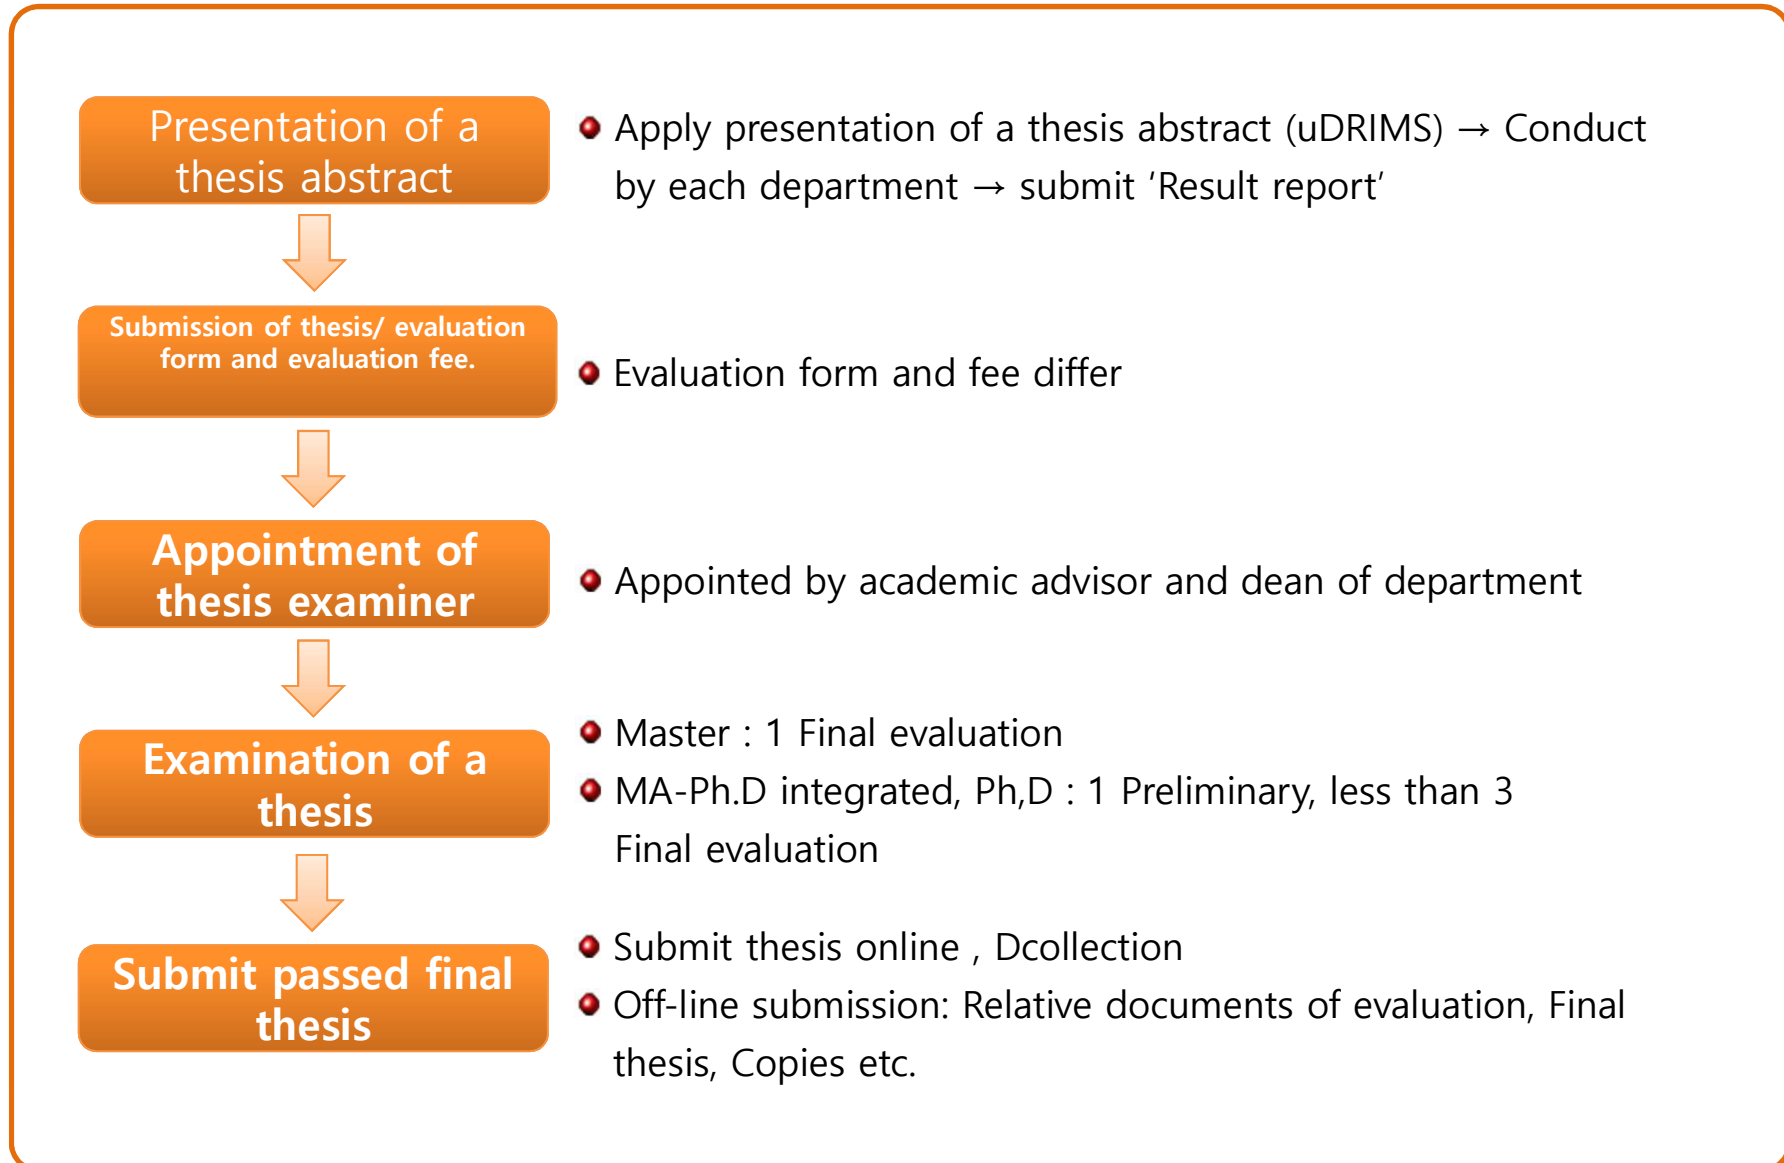 Presentation of a
thesis abstract
Apply presentation of a thesis abstract (uDRIMS) → Conduct
by each department → submit ‘Result report’
Submission of thesis/ evaluation
form and evaluation fee.
Evaluation form and fee differ
Appointment of
thesis examiner
Appointed by academic advisor and dean of department
Examination of a
thesis
Master : 1 Final evaluation
MA-Ph.D integrated, Ph,D : 1 Preliminary, less than 3
Final evaluation
Submit passed final
thesis
Submit thesis online , Dcollection
Off-line submission: Relative documents of evaluation, Final
thesis, Copies etc.